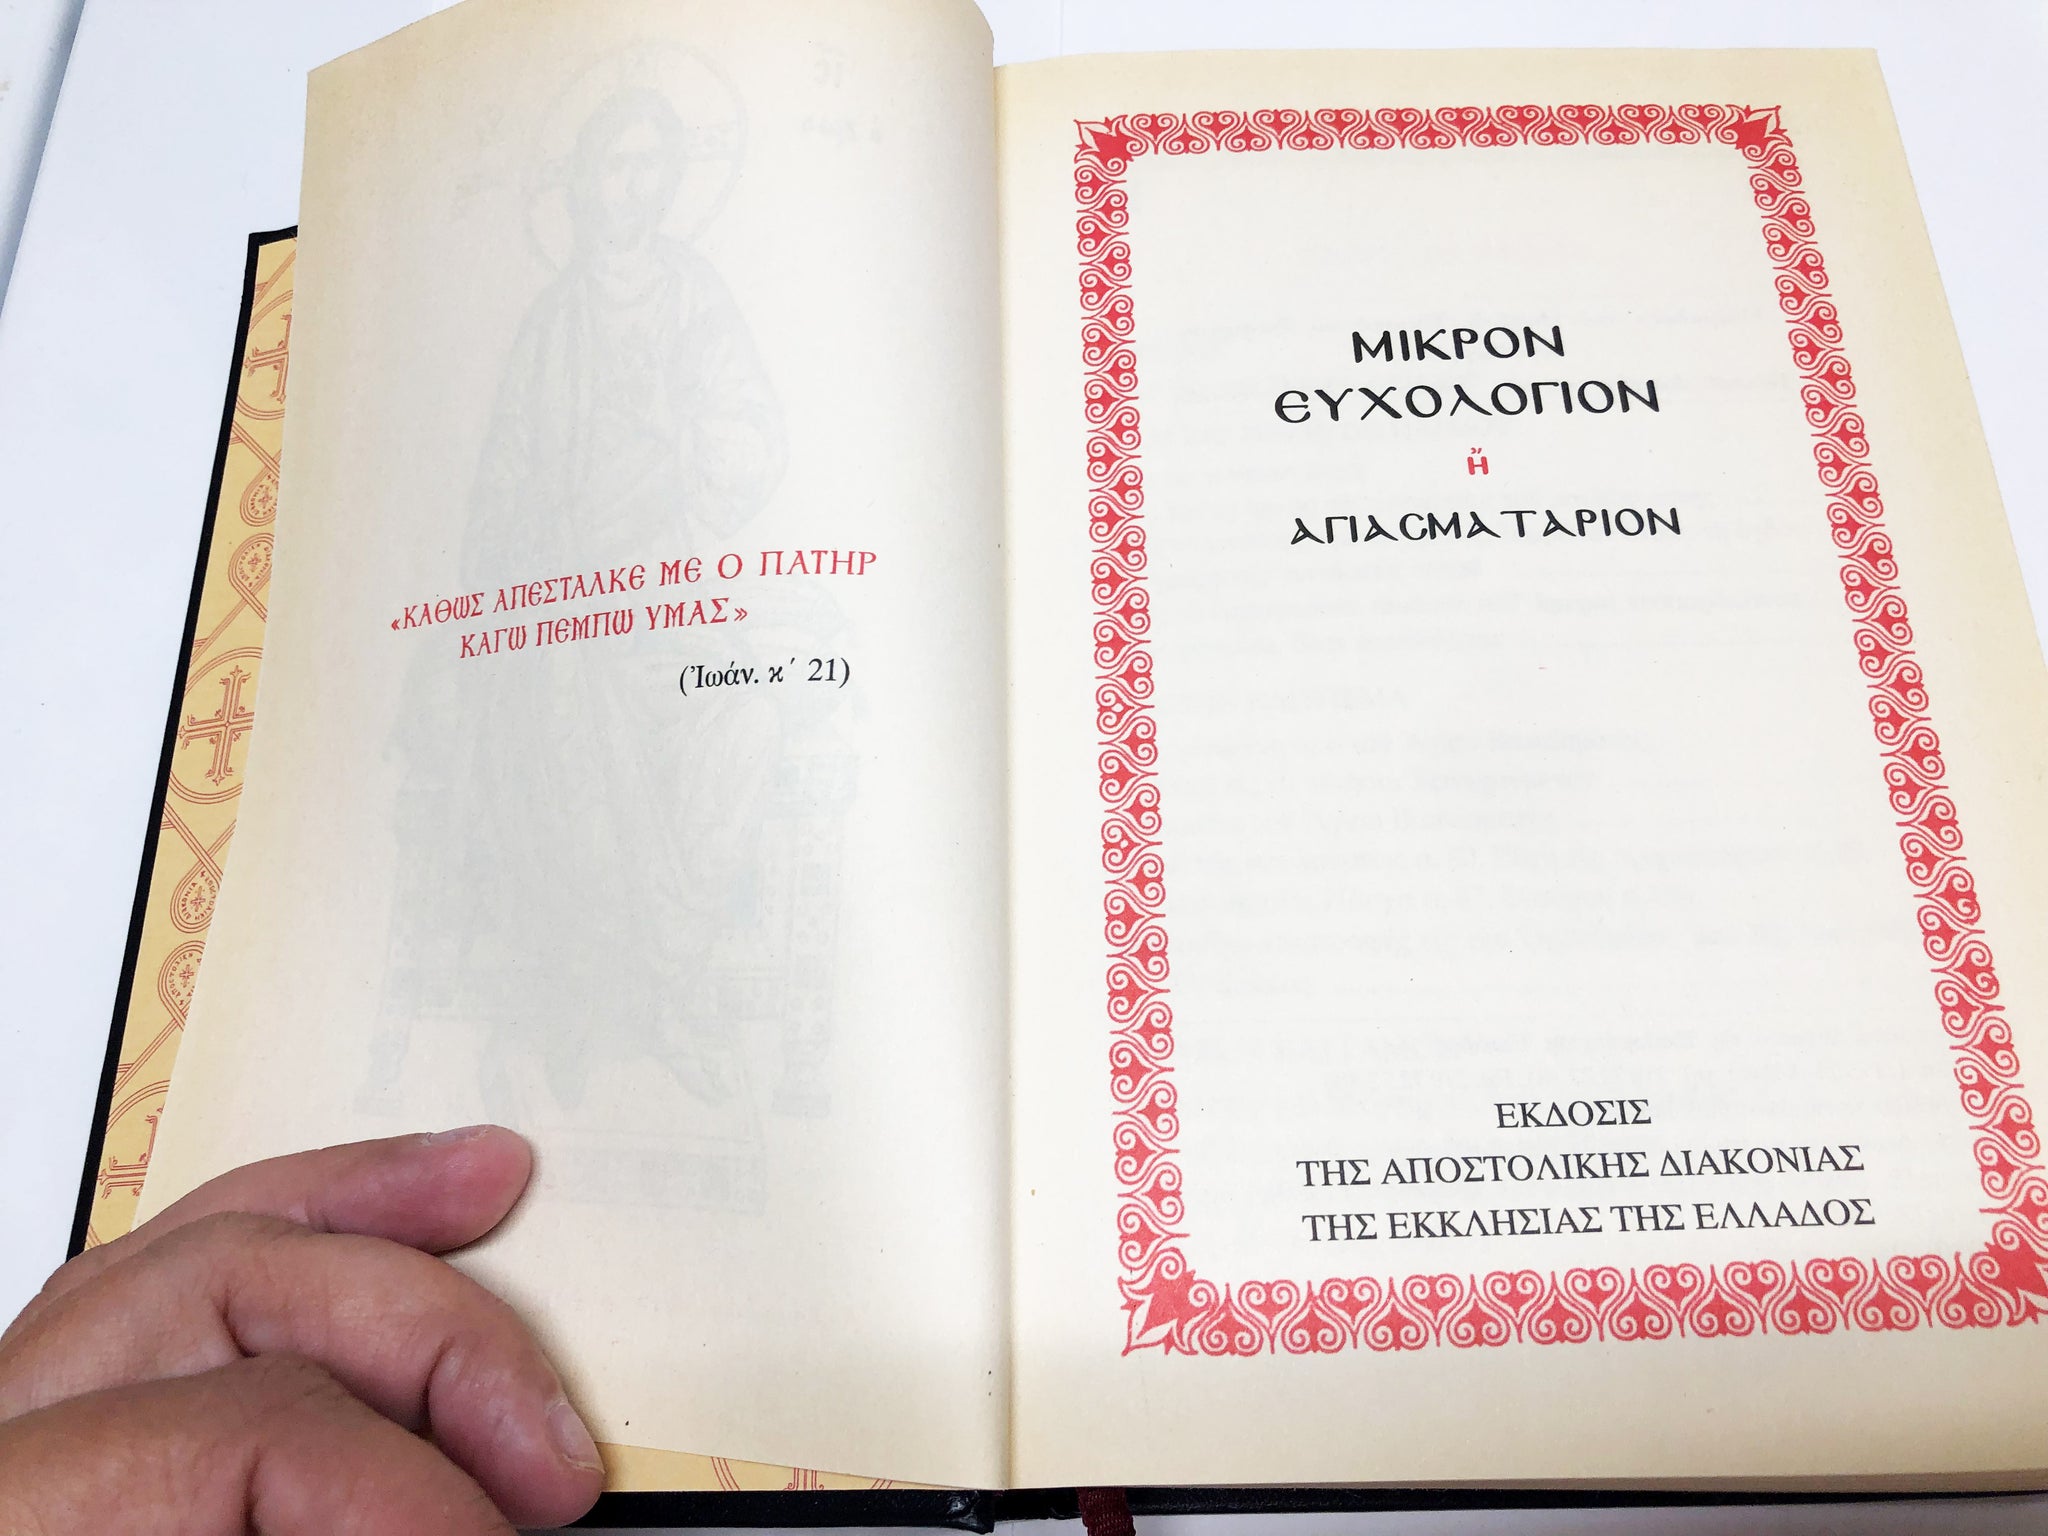 «ΚΑΘΩΣ ΑΠΕΣΤΑΛΚΕ ΜΕ Ο ΠΑΤΗΡ
ΚΑΓΩ ΠΕΜΠΩ ΥΜΑΣ»
(Ἰωάν. κ΄ 21)
ΜΙΚΡΟΝ
ΕΥΧΟΛΟΓΙΟΝ
ἤ
ΑΓΙΑCΜΑΤΑΡΙΟΝ
ΕΚΔΟΣΙΣ
ΤΗΣ ΑΠΟΣΤΟΛΙΚΗΣ ΔΙΑΚΟΝΙΑΣ
ΤΗΣ ΕΚΚΛΗΣΙΑΣ ΤΗΣ ΕΛΛΑΔΟΣ